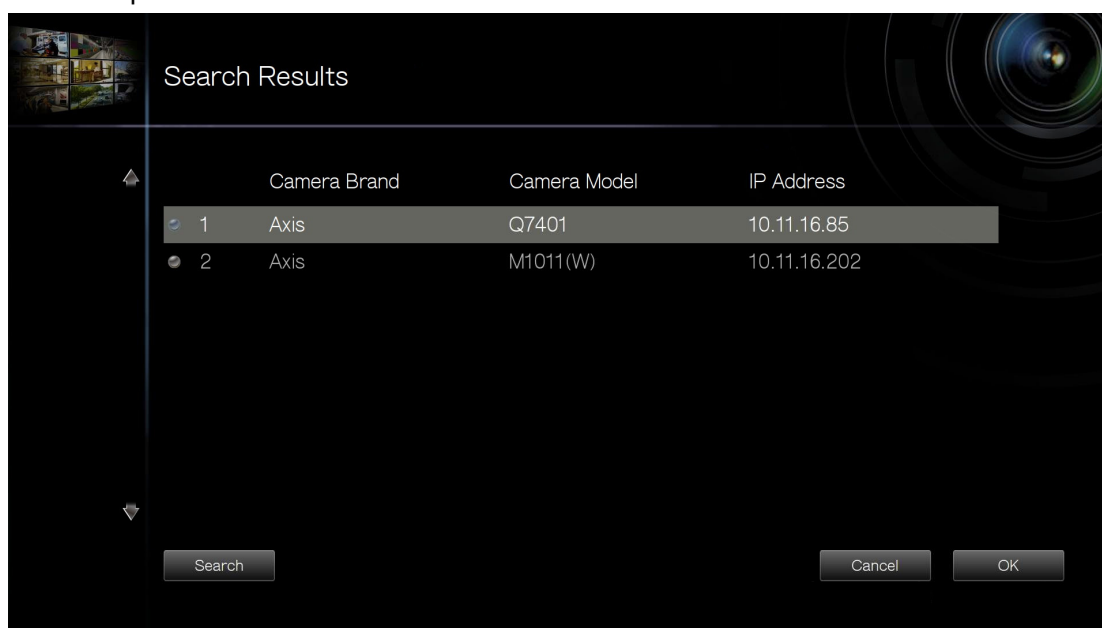 Search Results
Camera Brand Camera Model IP Address
1 Axis Q7401 10.11.16.85
2 Axis M1011(W) 10.11.16.202
Search Cancel OK